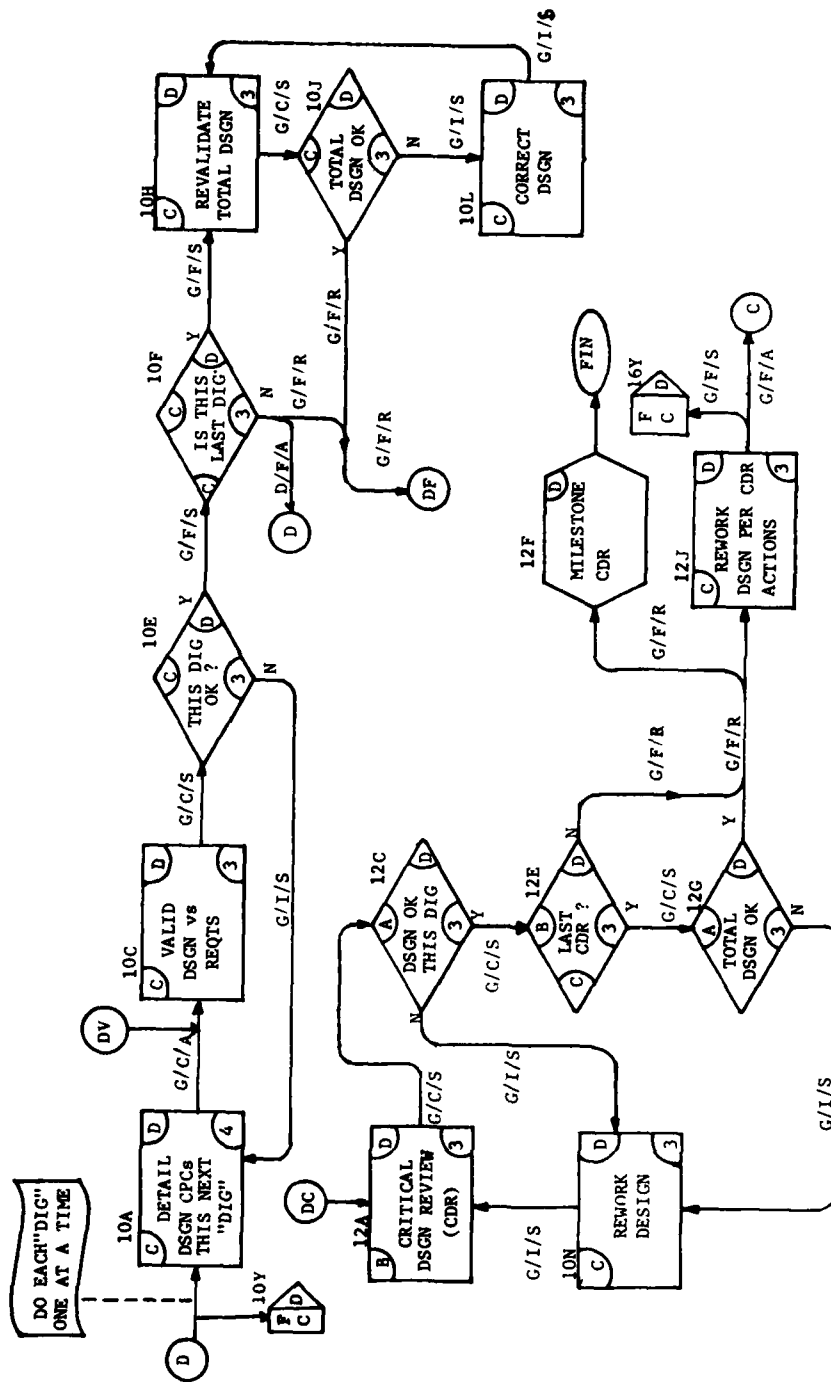 DO EACH"DIG"
ONE AT A TIME
D
10Y
F D
C
10A
C D
DETAIL
DSGN CPCs
THIS NEXT
"DIG"
4
G/C/A
DV
10C
C D
VALID
DSGN vs
REQTS
3
G/C/S
10E
C
THIS DIG
OK ?
D
3
Y
N
G/I/S
G/F/S
10F
C
IS THIS
LAST DIG
C
D
3
Y
N
G/F/S
G/F/R
D/F/A
D
G/F/R
DF
10H
C D
REVALIDATE
TOTAL DSGN
3
G/C/S
10J
C
TOTAL
DSGN OK
D
3
Y
G/F/R
N
G/I/S
10L
C D
CORRECT
DSGN
3
G/I/S
DC
12A
B D
CRITICAL
DSGN REVIEW
(CDR)
3
G/C/S
G/I/S
10N
C D
REWORK
DESIGN
3
12C
A
DSGN OK
THIS DIG
D
3
N
G/I/S
Y
G/C/S
12E
B
LAST
CDR ?
C
D
3
N
G/F/R
Y
G/C/S
12G
A
TOTAL
DSGN OK
D
3
Y
G/F/R
N
G/I/S
G/F/R
12F
D
MILESTONE
CDR
FIN
12J
C D
REWORK
DSGN PER CDR
ACTIONS
3
G/F/S
16Y
F D
C
G/F/A
C